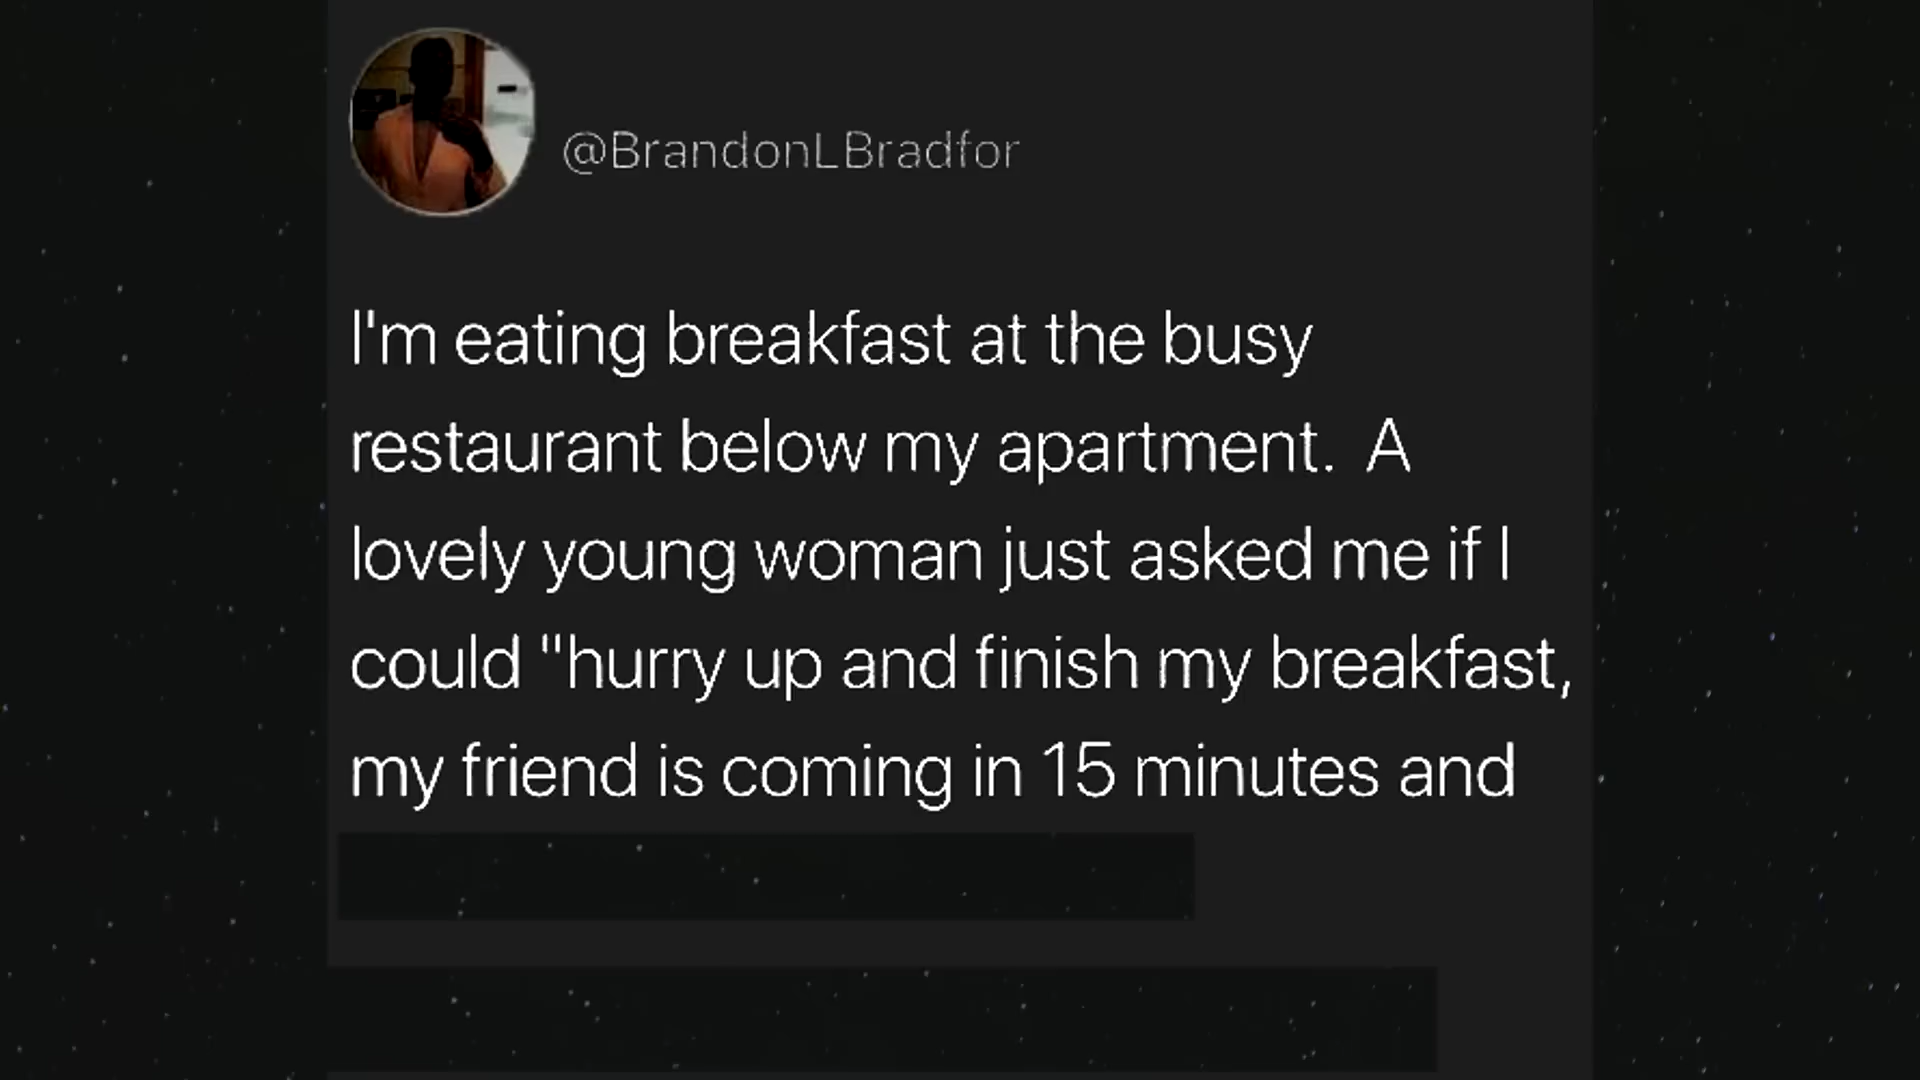 @BrandonLBradfor
I'm eating breakfast at the busy
restaurant below my apartment.  A
lovely young woman just asked me if I
could "hurry up and finish my breakfast,
my friend is coming in 15 minutes and